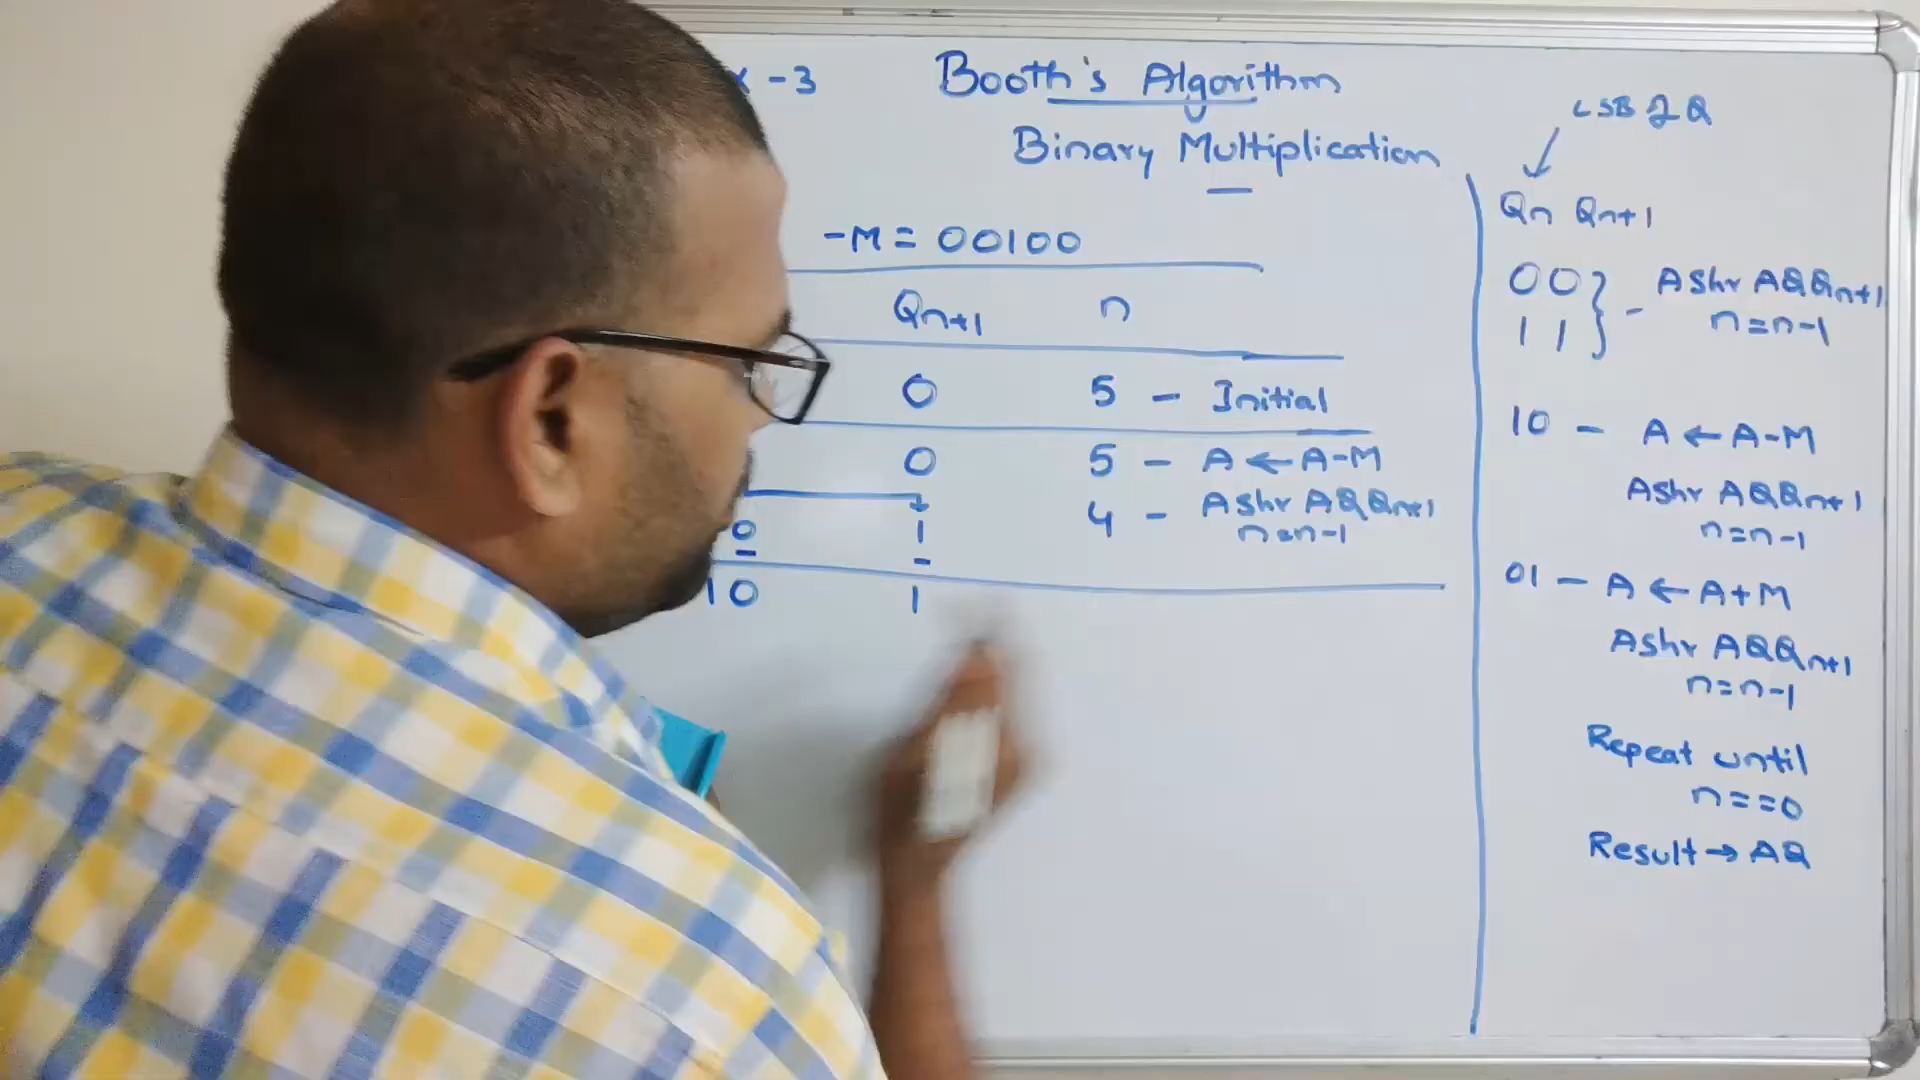 x -3
Booth's Algorithm
Binary Multiplication
-M = 00100
Qn+1 n
0 5 - Initial
0 5 - A ← A-M
0 1 4 - Ashr AQQn+1
n=n-1
10 1
LSB of Q
Qn Qn+1
00
11 } - Ashr AQQn+1
n=n-1
10 - A ← A-M
Ashr AQQn+1
n=n-1
01 - A ← A+M
Ashr AQQn+1
n=n-1
Repeat until
n==0
Result → AQ